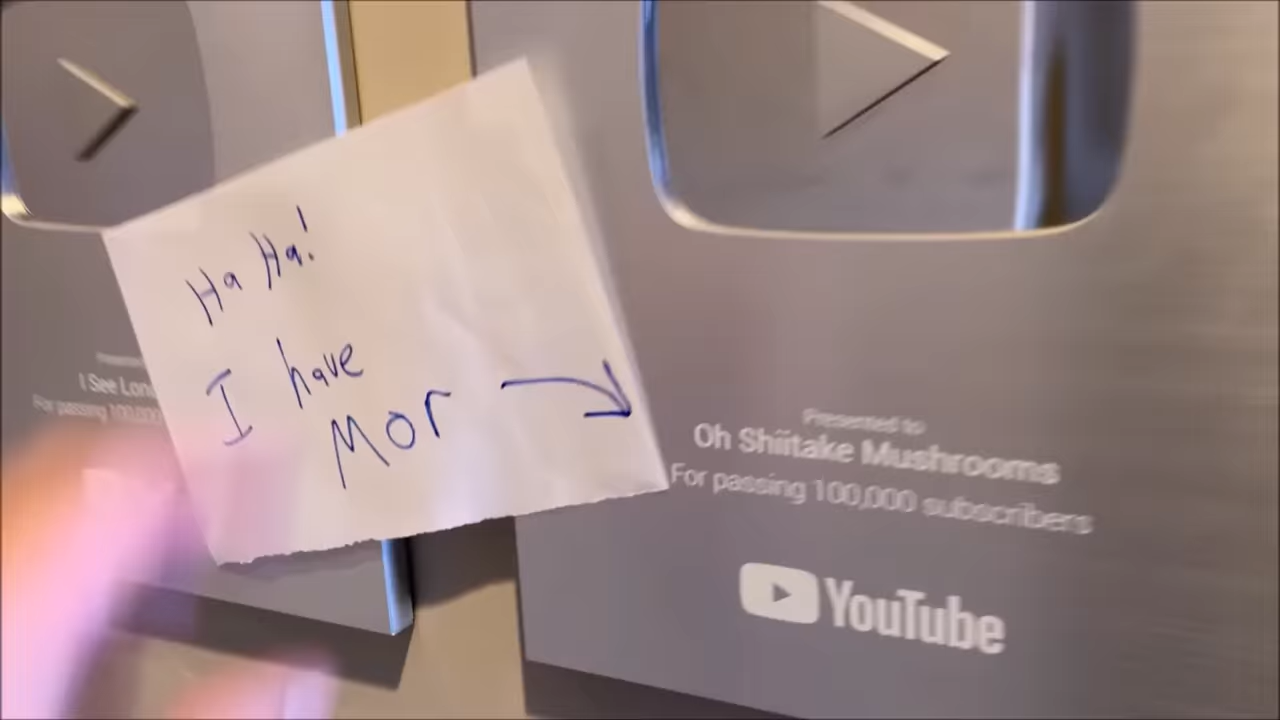 Ha Ha!
I have
Mor
I See
For passing 100,000
Presented to
Oh Shiitake Mushrooms
For passing 100,000 subscribers
YouTube